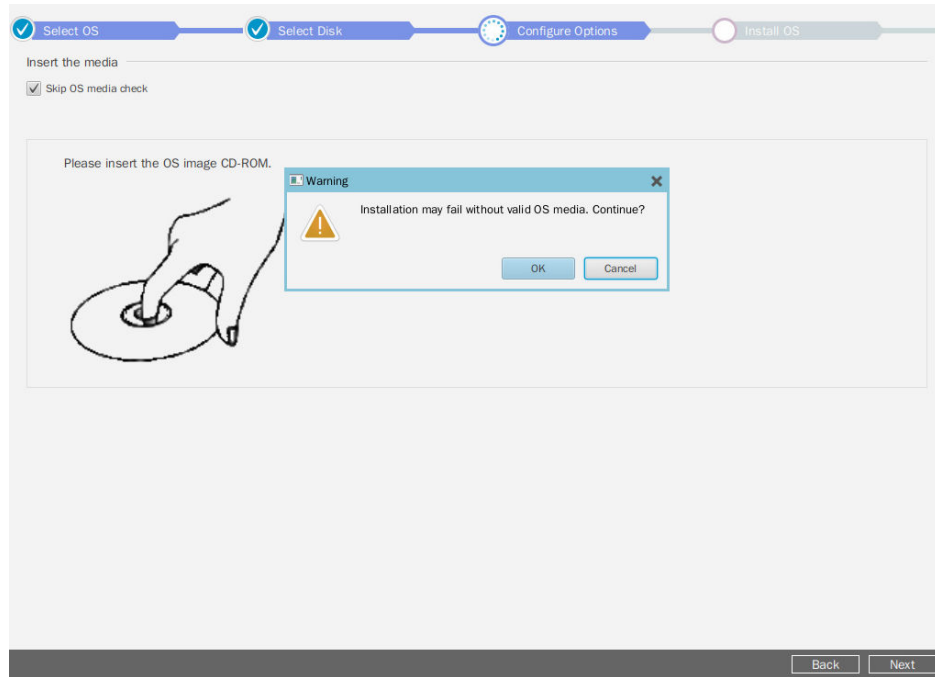 Select OS
Select Disk
Configure Options
Install OS
Insert the media
Skip OS media check
Please insert the OS image CD-ROM.
Warning
Installation may fail without valid OS media. Continue?
OK
Cancel
Back
Next